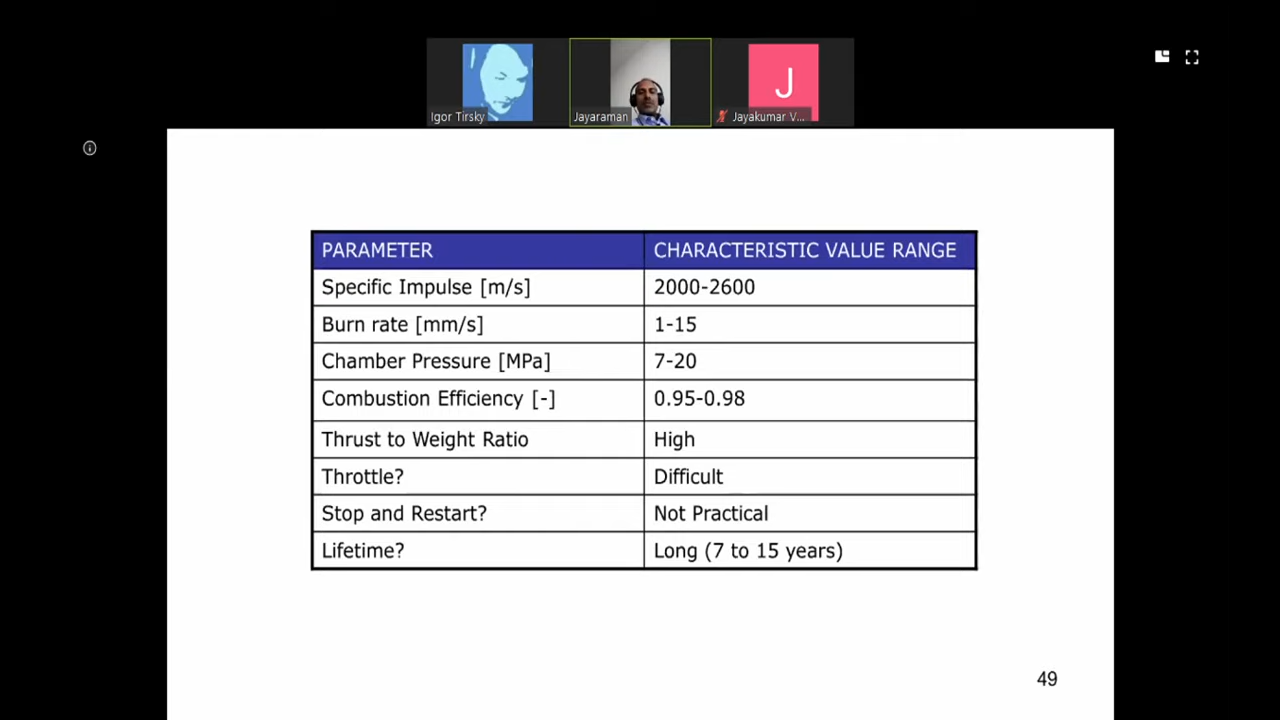 Igor Tirsky
Jayaraman
J
Jayakumar V...
PARAMETER CHARACTERISTIC VALUE RANGE
Specific Impulse [m/s] 2000-2600
Burn rate [mm/s] 1-15
Chamber Pressure [MPa] 7-20
Combustion Efficiency [-] 0.95-0.98
Thrust to Weight Ratio High
Throttle? Difficult
Stop and Restart? Not Practical
Lifetime? Long (7 to 15 years)
49